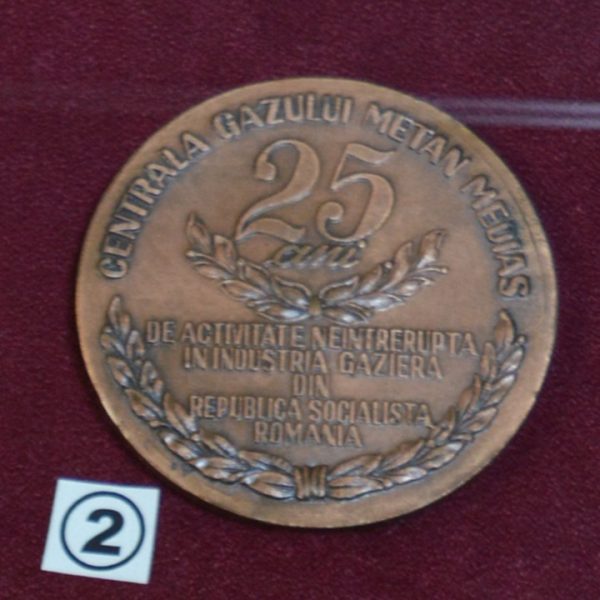 CENTRALA GAZULUI METAN MEDIAS
25
ani
DE ACTIVITATE NEINTRERUPTA
IN INDUSTRIA GAZIERA
DIN
REPUBLICA SOCIALISTA
ROMANIA
2